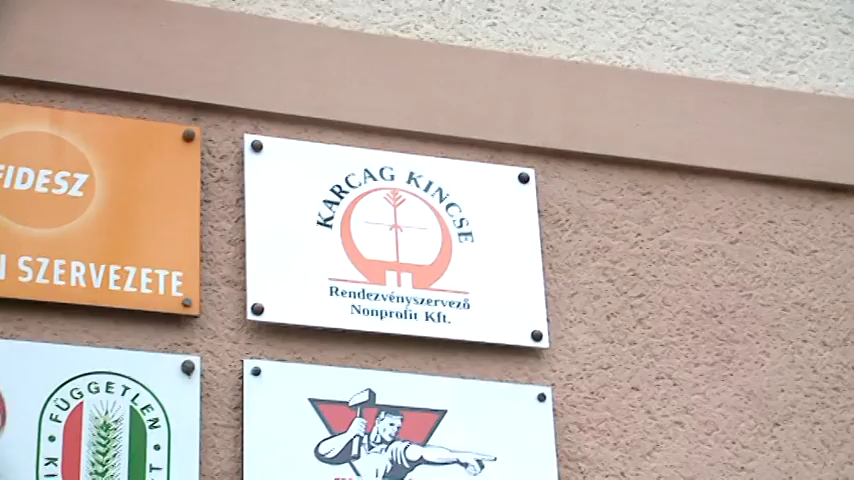 FIDESZ
SZERVEZETE
KARCAG KINCSE
Rendezvényszervező
Nonprofit Kft.
FÜGGETLEN